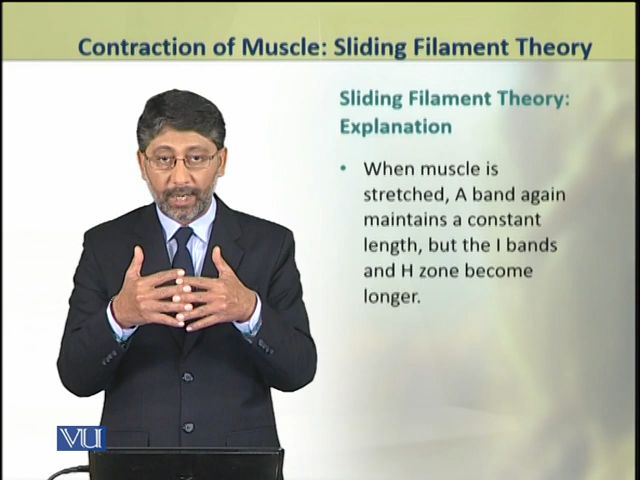 Contraction of Muscle: Sliding Filament Theory
Sliding Filament Theory:
Explanation
• When muscle is
stretched, A band again
maintains a constant
length, but the I bands
and H zone become
longer.
VU